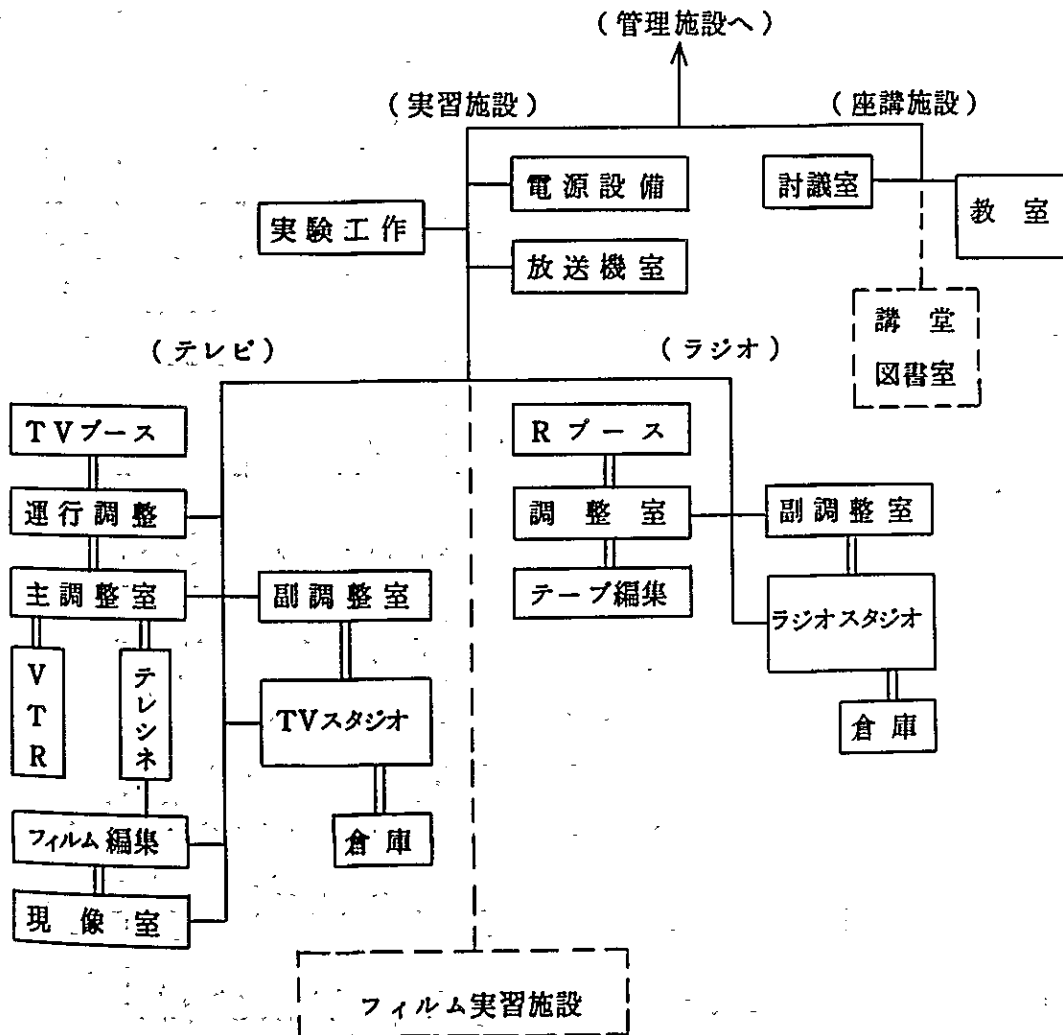 (管理施設へ)
(実習施設)
(座講施設)
電源設備
討議室
教室
実験工作
放送機室
講堂
図書室
(テレビ)
(ラジオ)
TVブース
Rブース
運行調整
調整室
副調整室
主調整室
副調整室
テープ編集
ラジオスタジオ
VTR
テレシネ
TVスタジオ
倉庫
フィルム編集
倉庫
現像室
フィルム実習施設